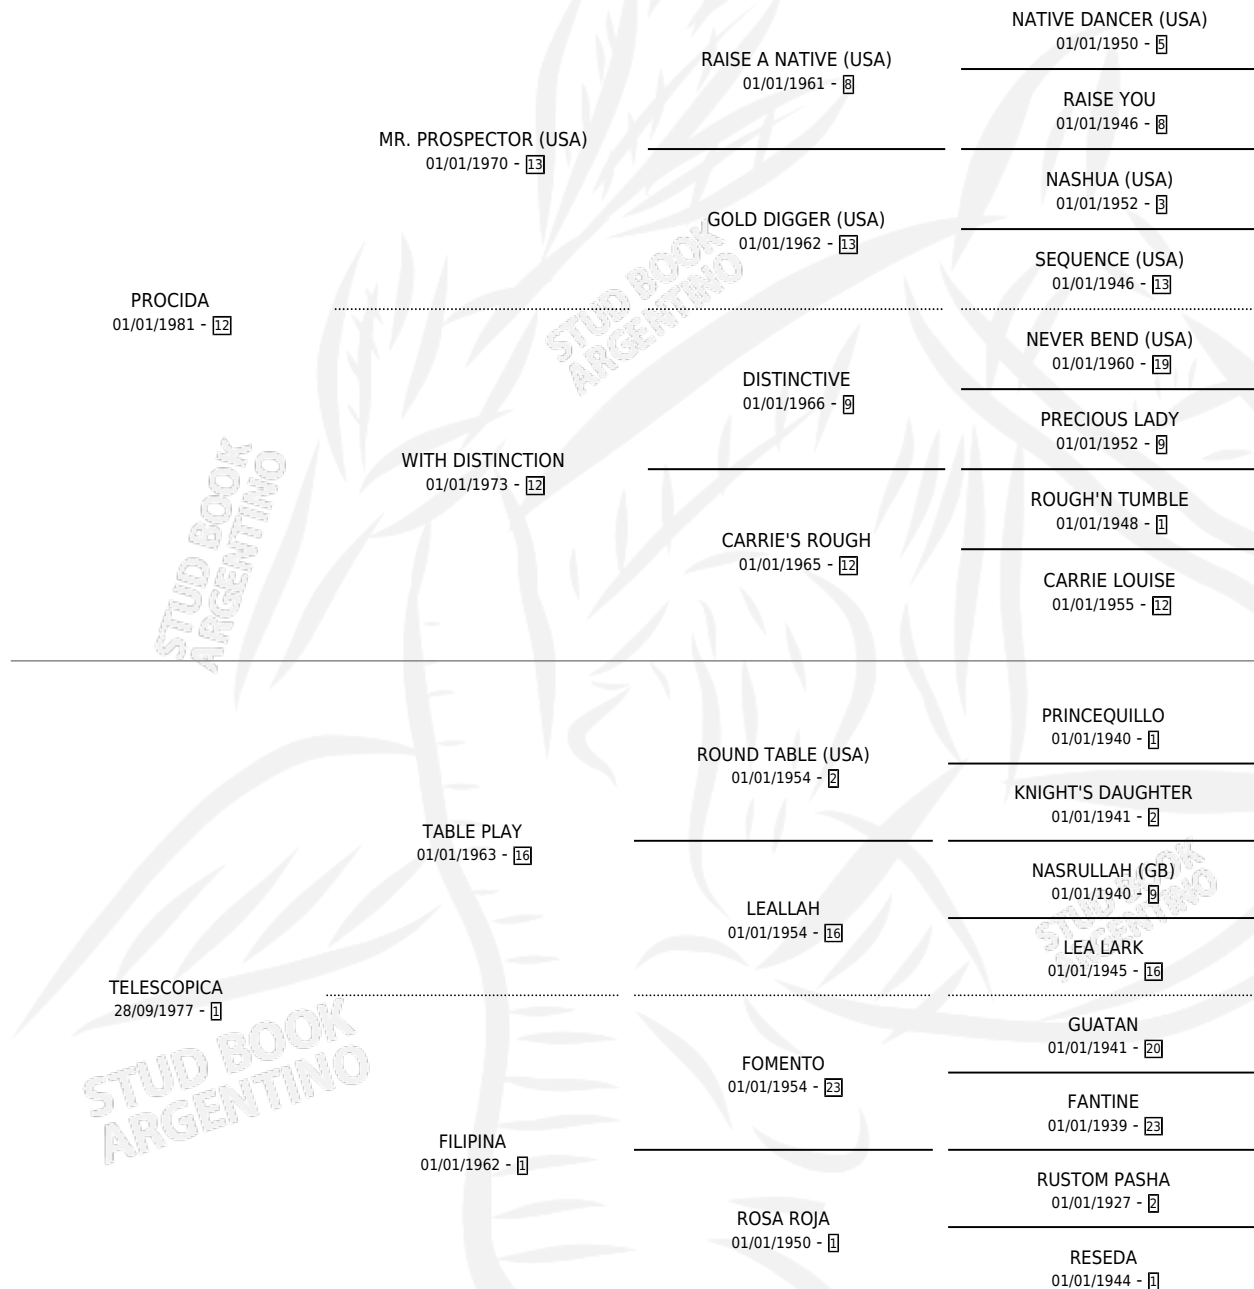 NATIVE DANCER (USA)
01/01/1950 - 5
RAISE A NATIVE (USA)
01/01/1961 - 8
RAISE YOU
01/01/1946 - 8
MR. PROSPECTOR (USA)
01/01/1970 - 13
NASHUA (USA)
01/01/1952 - 3
GOLD DIGGER (USA)
01/01/1962 - 13
SEQUENCE (USA)
01/01/1946 - 13
PROCIDA
01/01/1981 - 12
NEVER BEND (USA)
01/01/1960 - 19
DISTINCTIVE
01/01/1966 - 9
PRECIOUS LADY
01/01/1952 - 9
WITH DISTINCTION
01/01/1973 - 12
ROUGH'N TUMBLE
01/01/1948 - 1
CARRIE'S ROUGH
01/01/1965 - 12
CARRIE LOUISE
01/01/1955 - 12
STUD BOOK
ARGENTINO
STUD BOOK
ARGENTINO
PRINCEQUILLO
01/01/1940 - 1
ROUND TABLE (USA)
01/01/1954 - 2
KNIGHT'S DAUGHTER
01/01/1941 - 2
TABLE PLAY
01/01/1963 - 16
NASRULLAH (GB)
01/01/1940 - 9
LEALLAH
01/01/1954 - 16
LEA LARK
01/01/1945 - 16
TELESCOPICA
28/09/1977 - 1
GUATAN
01/01/1941 - 20
FOMENTO
01/01/1954 - 23
FANTINE
01/01/1939 - 23
FILIPINA
01/01/1962 - 1
RUSTOM PASHA
01/01/1927 - 2
ROSA ROJA
01/01/1950 - 1
RESEDA
01/01/1944 - 1
STUD BOOK
ARGENTINO
STUD BOOK
ARGENTINO